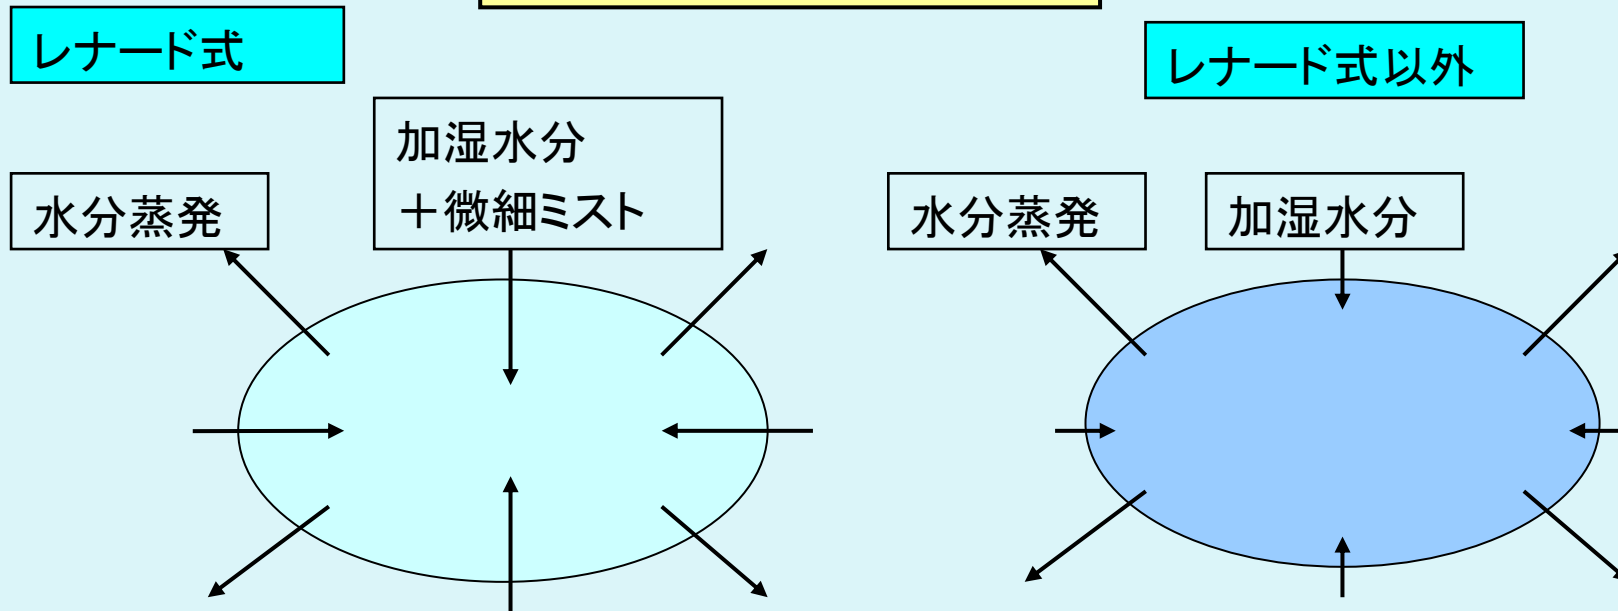 レナード式
レナード式以外
加湿水分
＋微細ミスト
水分蒸発
水分蒸発
加湿水分